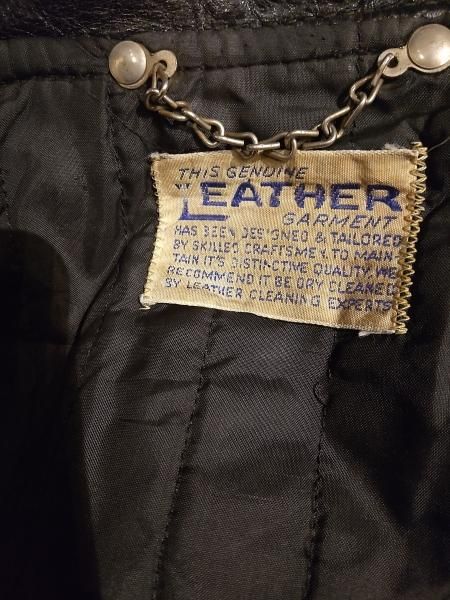 THIS GENUINE
LEATHER
GARMENT
HAS BEEN DESIGNED & TAILORED
BY SKILLED CRAFTSMEN. TO MAIN-
TAIN IT'S DISTINCTIVE QUALITY WE
RECOMMEND IT BE DRY CLEANED
BY LEATHER CLEANING EXPERTS